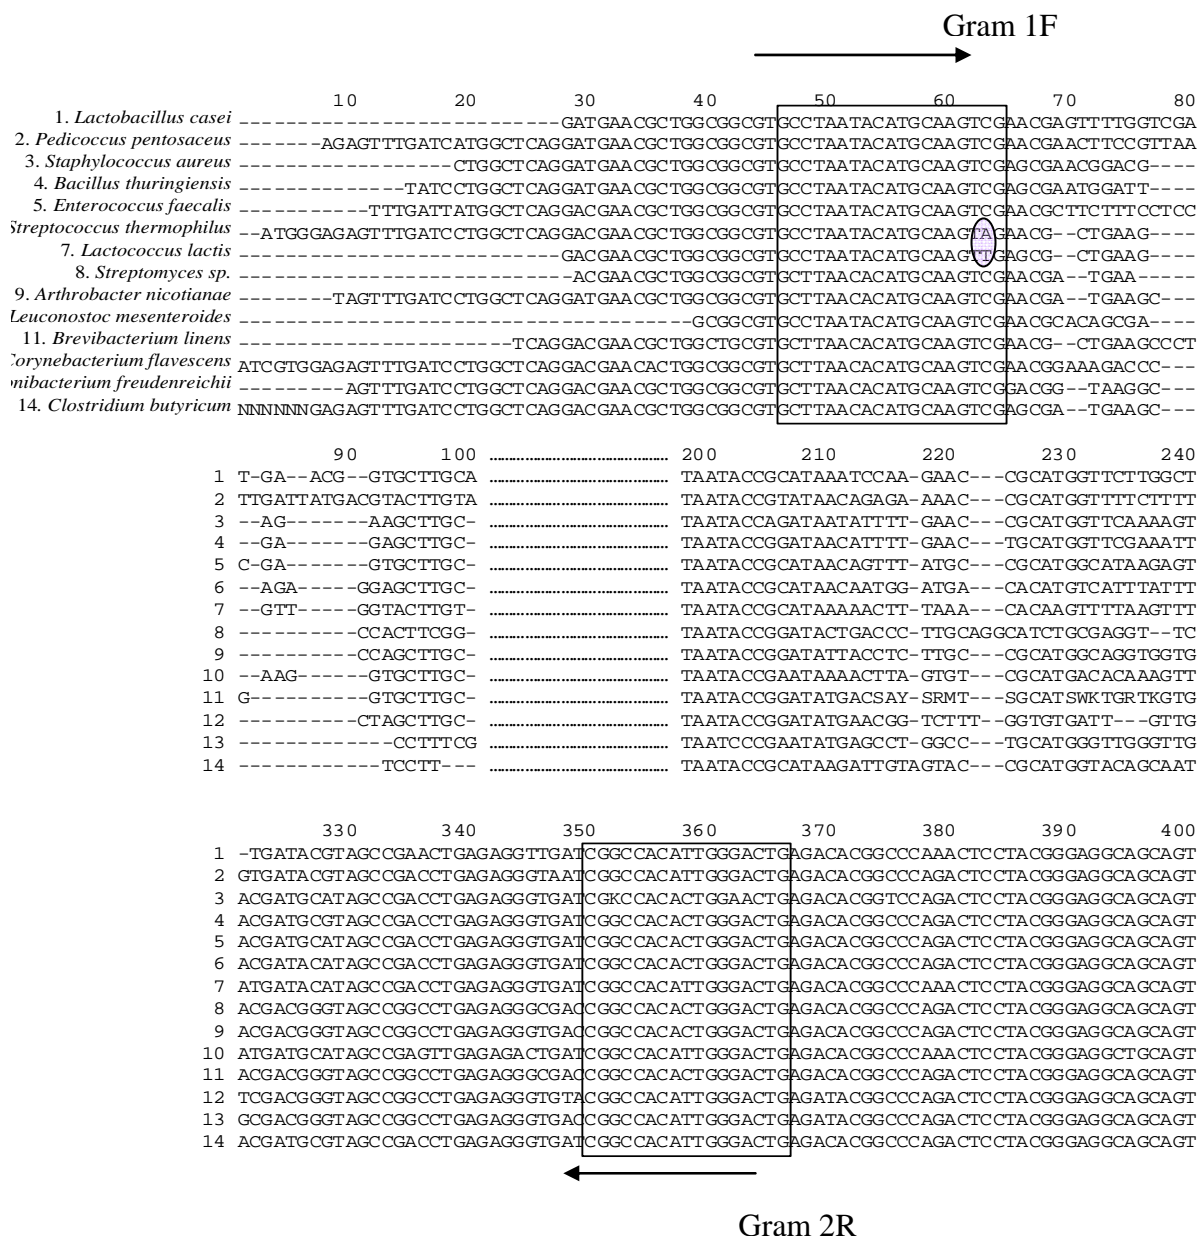 Gram 1F
10 20 30 40 50 60 70 80
1. Lactobacillus casei ---------------------------GATGAACGCTGGCGGCGTGCCTAATACATGCAAGTCGAACGAGTTTTGGTCGA
2. Pedicoccus pentosaceus -------AGAGTTTGATCATGGCTCAGGATGAACGCTGGCGGCGTGCCTAATACATGCAAGTCGAACGAACTTCCGTTAA
3. Staphylococcus aureus ------------------CTGGCTCAGGATGAACGCTGGCGGCGTGCCTAATACATGCAAGTCGAGCGAACGGACG----
4. Bacillus thuringiensis --------------TATCCTGGCTCAGGATGAACGCTGGCGGCGTGCCTAATACATGCAAGTCGAGCGAATGGATT----
5. Enterococcus faecalis -----------TTTGATTATGGCTCAGGACGAACGCTGGCGGCGTGCCTAATACATGCAAGTCGAACGCTTCTTTCCTCC
Streptococcus thermophilus --ATGGGAGAGTTTGATCCTGGCTCAGGACGAACGCTGGCGGCGTGCCTAATACATGCAAGTAGAACG--CTGAAG----
7. Lactococcus lactis ---------------------------GACGAACGCTGGCGGCGTGCCTAATACATGCAAGTTGAGCG--CTGAAG----
8. Streptomyces sp. ----------------------------ACGAACGCTGGCGGCGTGCTTAACACATGCAAGTCGAACGA--TGAA-----
9. Arthrobacter nicotianae --------TAGTTTGATCCTGGCTCAGGATGAACGCTGGCGGCGTGCTTAACACATGCAAGTCGAACGA--TGAAGC---
Leuconostoc mesenteroides --------------------------------------GCGGCGTGCCTAATACATGCAAGTCGAACGCACAGCGA----
11. Brevibacterium linens -----------------------TCAGGACGAACGCTGGCTGCGTGCTTAACACATGCAAGTCGAACG--CTGAAGCCCT
Corynebacterium flavescens ATCGTGGAGAGTTTGATCCTGGCTCAGGACGAACACTGGCGGCGTGCTTAACACATGCAAGTCGAACGGAAAGACCC---
nibacterium freudenreichii ---------AGTTTGATCCTGGCTCAGGACGAACGCTGGCGGCGTGCTTAACACATGCAAGTCGGACGG--TAAGGC---
14. Clostridium butyricum NNNNNNGAGAGTTTGATCCTGGCTCAGGACGAACGCTGGCGGCGTGCTTAACACATGCAAGTCGAGCGA--TGAAGC---
90 100 ............................................. 200 210 220 230 240
1 T-GA--ACG--GTGCTTGCA ............................................. TAATACCGCATAAATCCAA-GAAC---CGCATGGTTCTTGGCT
2 TTGATTATGACGTACTTGTA ............................................. TAATACCGTATAACAGAGA-AAAC---CGCATGGTTTTCTTTT
3 --AG-------AAGCTTGC- ............................................. TAATACCAGATAATATTTT-GAAC---CGCATGGTTCAAAAGT
4 --GA-------GAGCTTGC- ............................................. TAATACCGGATAACATTTT-GAAC---CGCATGGTTCGAAATT
5 C-GA-------GTGCTTGC- ............................................. TAATACCGCATAACAGTTT-ATGC---CGCATGGCATAAGAGT
6 --AGA-----GGAGCTTGC- ............................................. TAATACCGCATAACAATGG-ATGA---CACATGTCATTTATTT
7 --GTT------GGTACTTGT- ............................................. TAATACCGCATAAAAACTT-TAAA---CACAAGTTTTAAGTTT
8 ----------CCACTTCGG- ............................................. TAATACCGGATACTGACCC-TTGCAGGCATCTGCGAGGT--TC
9 ----------CCAGCTTGC- ............................................. TAATACCGGATATTACCTC-TTGC---CGCATGGCAGGTGGTG
10 --AAG------GTGCTTGC- ............................................. TAATACCGAATAAAACTTA-GTGT---CGCATGACACAAAGTT
11 G----------GTGCTTGC- ............................................. TAATACCGGATATGACSAY-SRMT---SGCATSWKTGRTKGTG
12 ----------CTAGCTTGC- ............................................. TAATACCGGATATGAACGG-TCTTT--GGTGTGATT---GTTG
13 -------------CCTTTCG ............................................. TAATCCCGAATATGAGCCT-GGCC---TGCATGGGTTGGGTTG
14 ------------TCCTT--- ............................................. TAATACCGCATAAGATTGTAGTAC---CGCATGGTACAGCAAT
330 340 350 360 370 380 390 400
1 -TGATACGTAGCCGAACTGAGAGGTTGATCGGCCACATTGGGACTGAGACACGGCCCAAACTCCTACGGGAGGCAGCAGT
2 GTGATACGTAGCCGACCTGAGAGGGTAATCGGCCACATTGGGACTGAGACACGGCCCAGACTCCTACGGGAGGCAGCAGT
3 ACGATGCATAGCCGACCTGAGAGGGTGATCGKCCACACTGGAACTGAGACACGGTCCAGACTCCTACGGGAGGCAGCAGT
4 ACGATGCGTAGCCGACCTGAGAGGGTGATCGGCCACACTGGGACTGAGACACGGCCCAGACTCCTACGGGAGGCAGCAGT
5 ACGATGCATAGCCGACCTGAGAGGGTGATCGGCCACACTGGGACTGAGACACGGCCCAGACTCCTACGGGAGGCAGCAGT
6 ACGATACATAGCCGACCTGAGAGGGTGATCGGCCACACTGGGACTGAGACACGGCCCAGACTCCTACGGGAGGCAGCAGT
7 ATGATACATAGCCGACCTGAGAGGGTGATCGGCCACATTGGGACTGAGACACGGCCCAAACTCCTACGGGAGGCAGCAGT
8 ACGACGGGTAGCCGGCCTGAGAGGGCGACCGGCCACACTGGGACTGAGACACGGCCCAGACTCCTACGGGAGGCAGCAGT
9 ACGACGGGTAGCCGGCCTGAGAGGGTGACCGGCCACACTGGGACTGAGACACGGCCCAGACTCCTACGGGAGGCAGCAGT
10 ATGATGCATAGCCGAGTTGAGAGACTGATCGGCCACATTGGGACTGAGACACGGCCCAAACTCCTACGGGAGGCTGCAGT
11 ACGACGGGTAGCCGGCCTGAGAGGGCGACCGGCCACACTGGGACTGAGACACGGCCCAGACTCCTACGGGAGGCAGCAGT
12 TCGACGGGTAGCCGGCCTGAGAGGGTGTACGGCCACATTGGGACTGAGATACGGCCCAGACTCCTACGGGAGGCAGCAGT
13 GCGACGGGTAGCCGGCCTGAGAGGGTGACCGGCCACATTGGGACTGAGATACGGCCCAGACTCCTACGGGAGGCAGCAGT
14 ACGATGCGTAGCCGACCTGAGAGGGTGATCGGCCACATTGGGACTGAGACACGGCCCAGACTCCTACGGGAGGCAGCAGT
Gram 2R